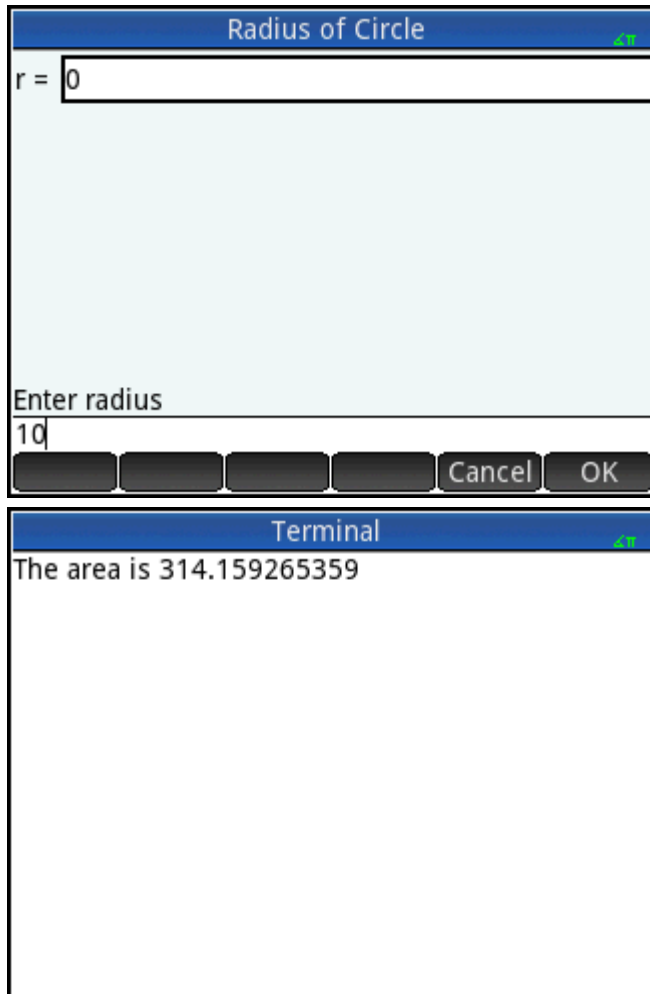 Radius of Circle
∠π
r = 0
Enter radius
10
Cancel OK
Terminal
∠π
The area is 314.159265359